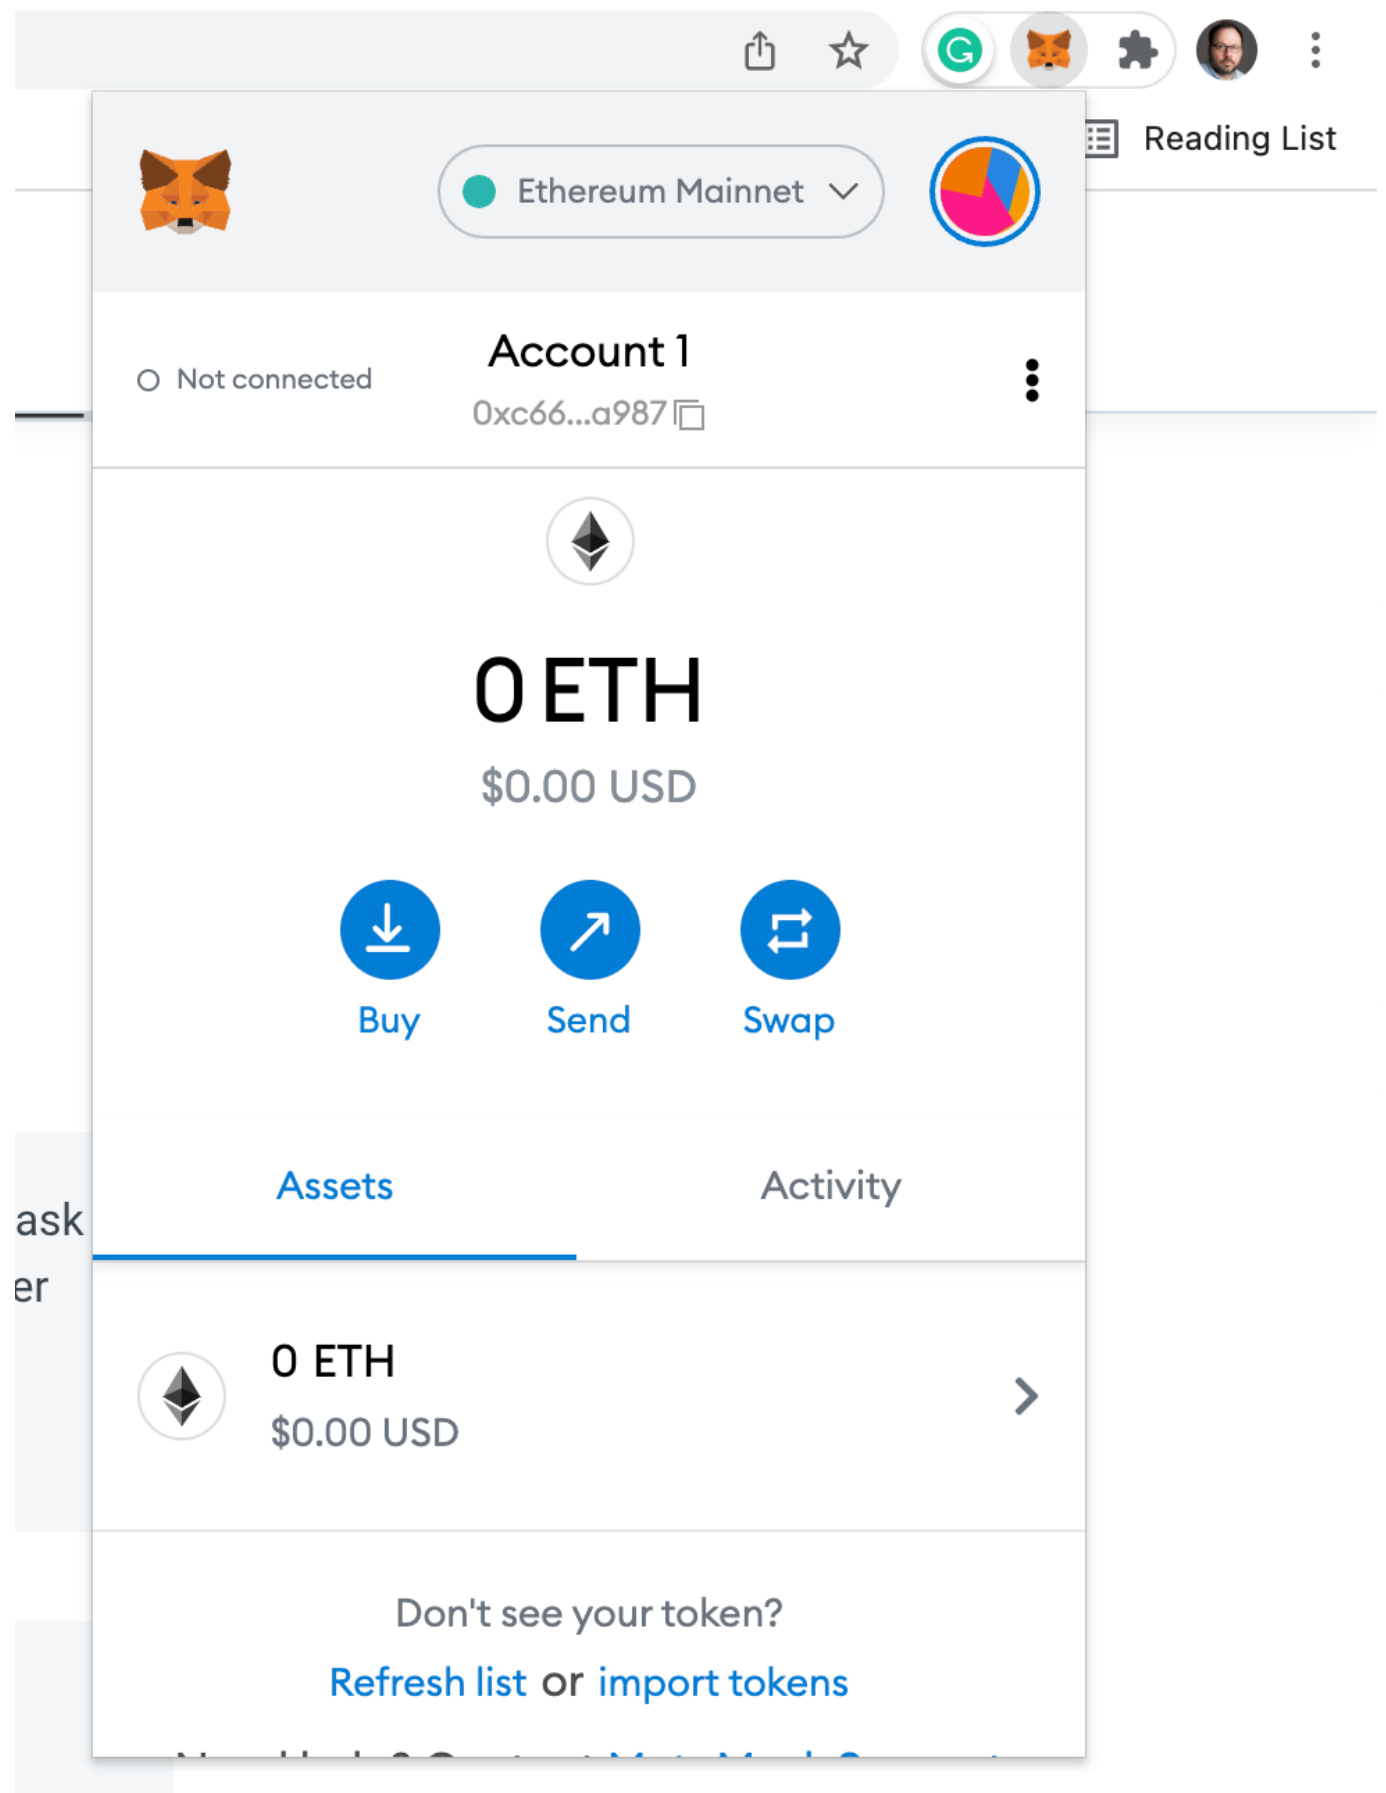 Reading List
Ethereum Mainnet
Account 1
Not connected
0xc66...a987
0 ETH
$0.00 USD
Buy Send Swap
Assets Activity
ask
er
0 ETH
$0.00 USD
Don't see your token?
Refresh list or import tokens